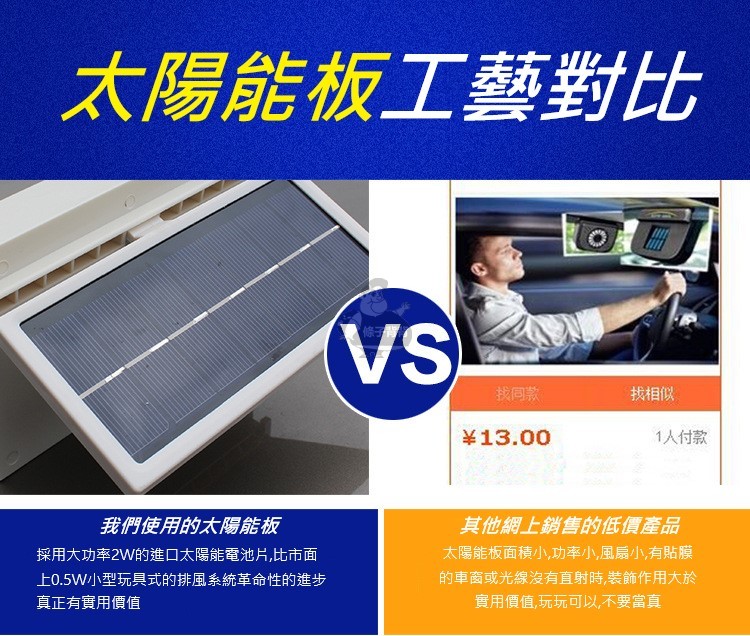 太陽能板工藝對比
VS
找同款
找相似
¥13.00
1人付款
我們使用的太陽能板
採用大功率2W的進口太陽能電池片,比市面
上0.5W小型玩具式的排風系統革命性的進步
真正有實用價值
其他網上銷售的低價產品
太陽能板面積小,功率小,風扇小,有貼膜
的車窗或光線沒有直射時,裝飾作用大於
實用價值,玩玩可以,不要當真